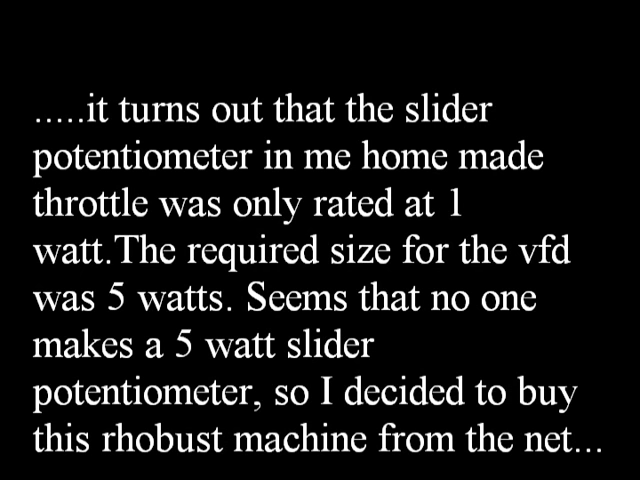 .....it turns out that the slider
potentiometer in me home made
throttle was only rated at 1
watt.The required size for the vfd
was 5 watts. Seems that no one
makes a 5 watt slider
potentiometer, so I decided to buy
this rhobust machine from the net...